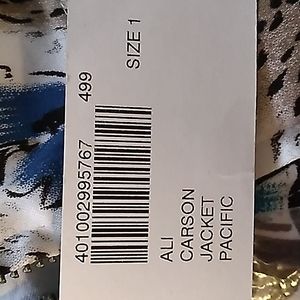 401002995767 499
SIZE 1
ALI
CARSON
JACKET
PACIFIC